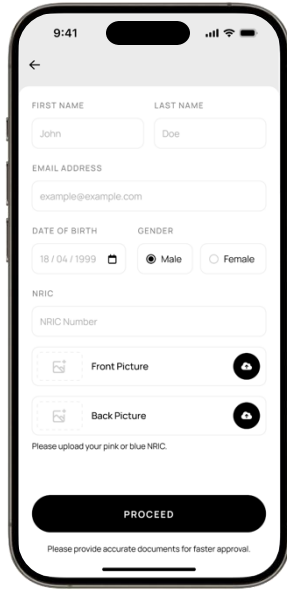 9:41
FIRST NAME LAST NAME
John Doe
EMAIL ADDRESS
example@example.com
DATE OF BIRTH GENDER
18 / 04 / 1999 Male Female
NRIC
NRIC Number
Front Picture
Back Picture
Please upload your pink or blue NRIC.
PROCEED
Please provide accurate documents for faster approval.